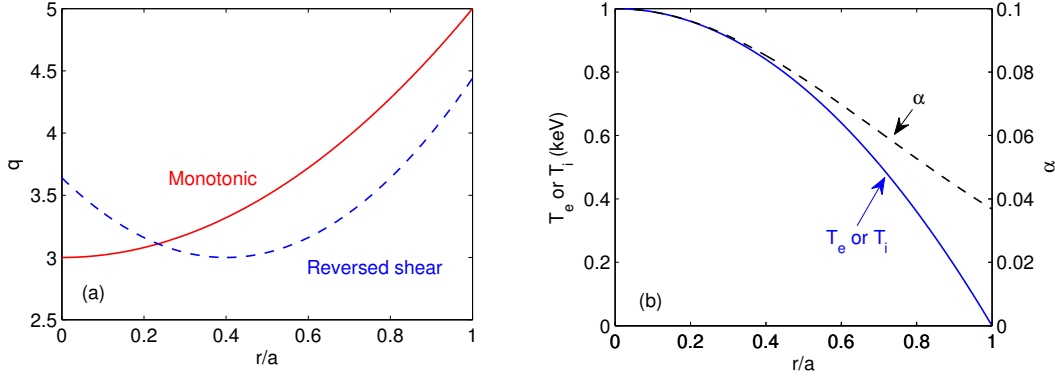 5
4.5
4
3.5
3
2.5
q
Monotonic
Reversed shear
(a)
0
0.2
0.4
0.6
0.8
1
r/a
1
0.8
0.6
0.4
0.2
1
T_e or T_i (keV)
α
T_e or T_i
(b)
0
0.2
0.4
0.6
0.8
1
r/a
0.1
0.08
0.06
0.04
0.02
0
α